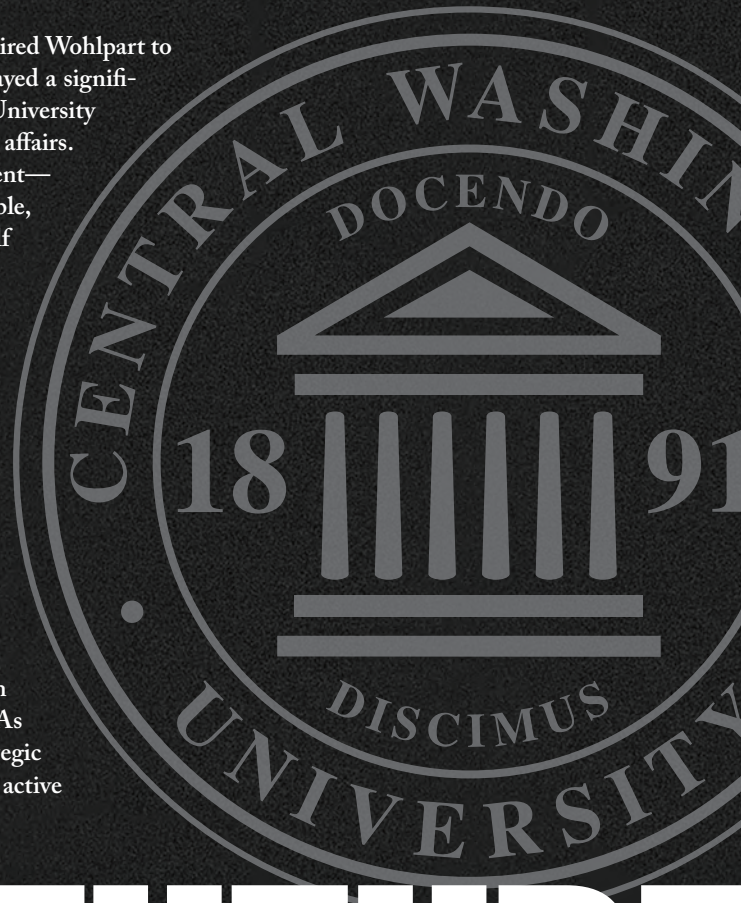 ired Wohlpart to
ayed a signifi-
University
affairs.
ent—
ble,
lf
CENTRAL WASHIN
DOCENDO
18 91
DISCIMUS
UNIVERSITY
n
As
egic
active